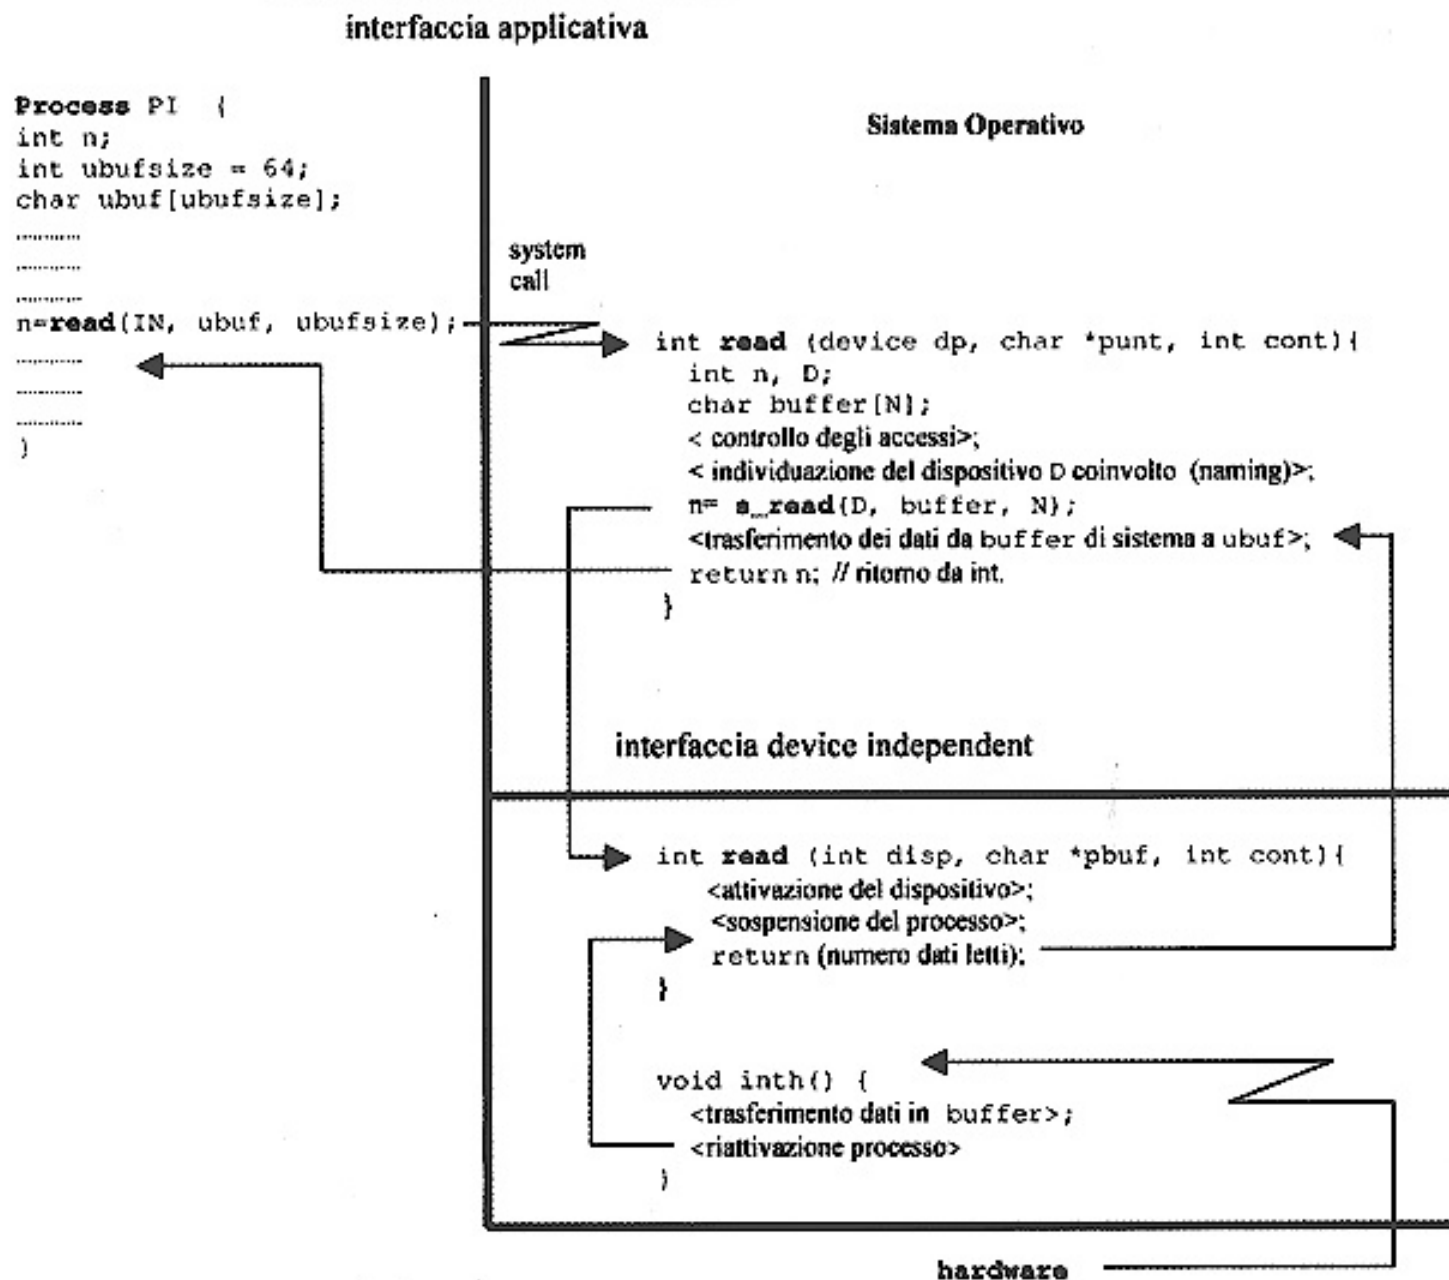 interfaccia applicativa
Process PI {
int n;
int ubufsize = 64;
char ubuf[ubufsize];
............
............
............
n=read(IN, ubuf, ubufsize);
............
............
............
}
Sistema Operativo
system
call
int read (device dp, char *punt, int cont){
int n, D;
char buffer[N];
< controllo degli accessi>;
< individuazione del dispositivo D coinvolto (naming)>;
n= s_read(D, buffer, N);
<trasferimento dei dati da buffer di sistema a ubuf>;
return n; // ritorno da int.
}
interfaccia device independent
int read (int disp, char *pbuf, int cont){
<attivazione del dispositivo>;
<sospensione del processo>;
return (numero dati letti);
}
void inth() {
<trasferimento dati in buffer>;
<riattivazione processo>
}
hardware